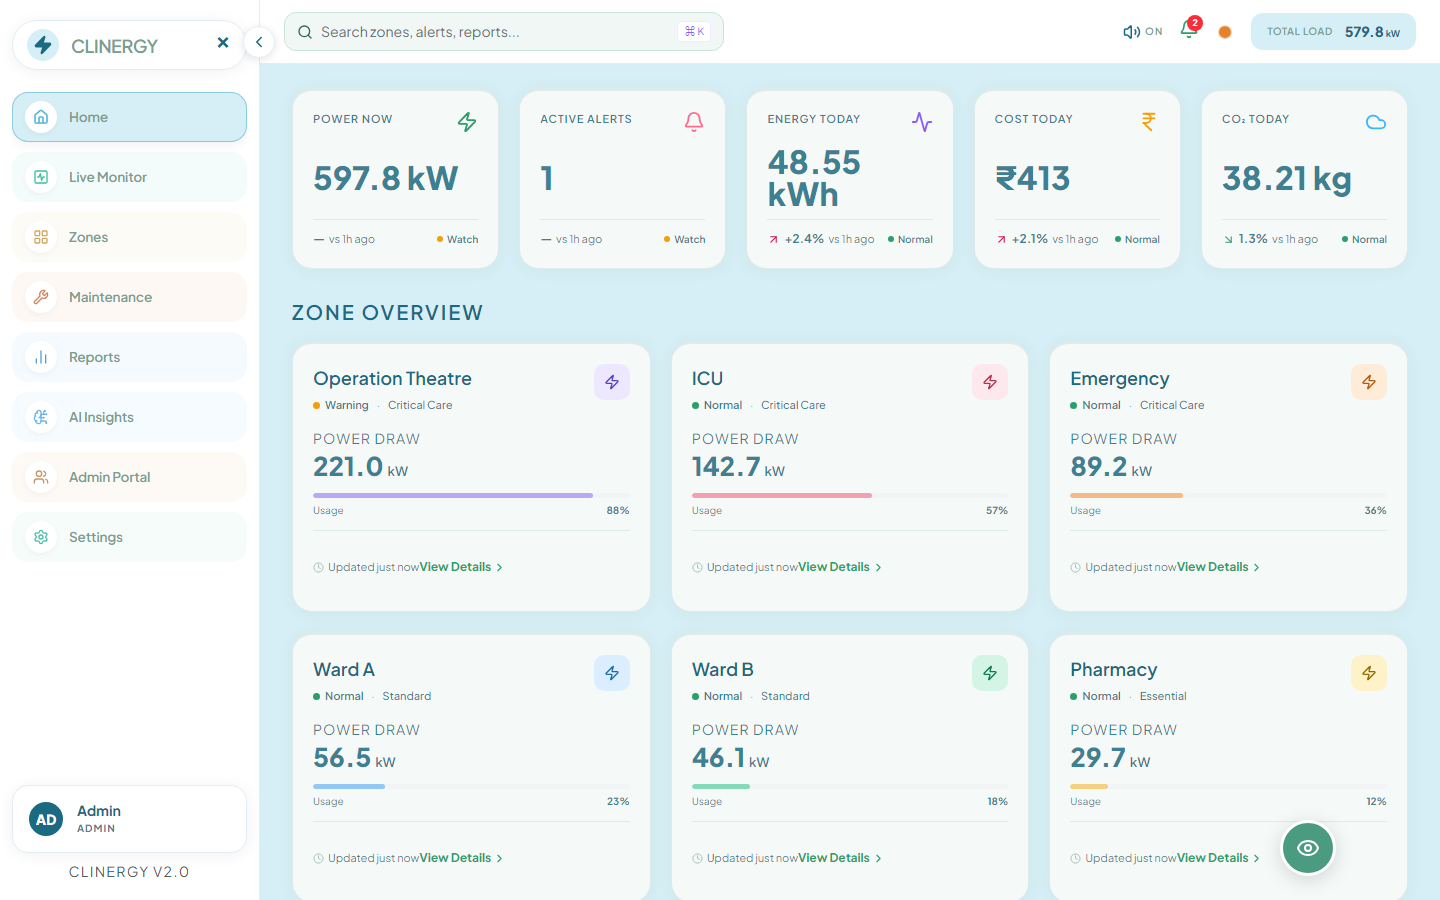 CLINERGY
Home
Live Monitor
Zones
Maintenance
Reports
AI Insights
Admin Portal
Settings
AD
Admin
ADMIN
CLINERGY V2.0
Search zones, alerts, reports...
⌘K
ON
2
TOTAL LOAD 579.8 kW
POWER NOW
597.8 kW
— vs 1h ago
Watch
ACTIVE ALERTS
1
— vs 1h ago
Watch
ENERGY TODAY
48.55
kWh
+2.4% vs 1h ago
Normal
COST TODAY
₹413
+2.1% vs 1h ago
Normal
CO₂ TODAY
38.21 kg
1.3% vs 1h ago
Normal
ZONE OVERVIEW
Operation Theatre
Warning · Critical Care
POWER DRAW
221.0 kW
Usage 88%
Updated just now View Details
ICU
Normal · Critical Care
POWER DRAW
142.7 kW
Usage 57%
Updated just now View Details
Emergency
Normal · Critical Care
POWER DRAW
89.2 kW
Usage 36%
Updated just now View Details
Ward A
Normal · Standard
POWER DRAW
56.5 kW
Usage 23%
Updated just now View Details
Ward B
Normal · Standard
POWER DRAW
46.1 kW
Usage 18%
Updated just now View Details
Pharmacy
Normal · Essential
POWER DRAW
29.7 kW
Usage 12%
Updated just now View Details